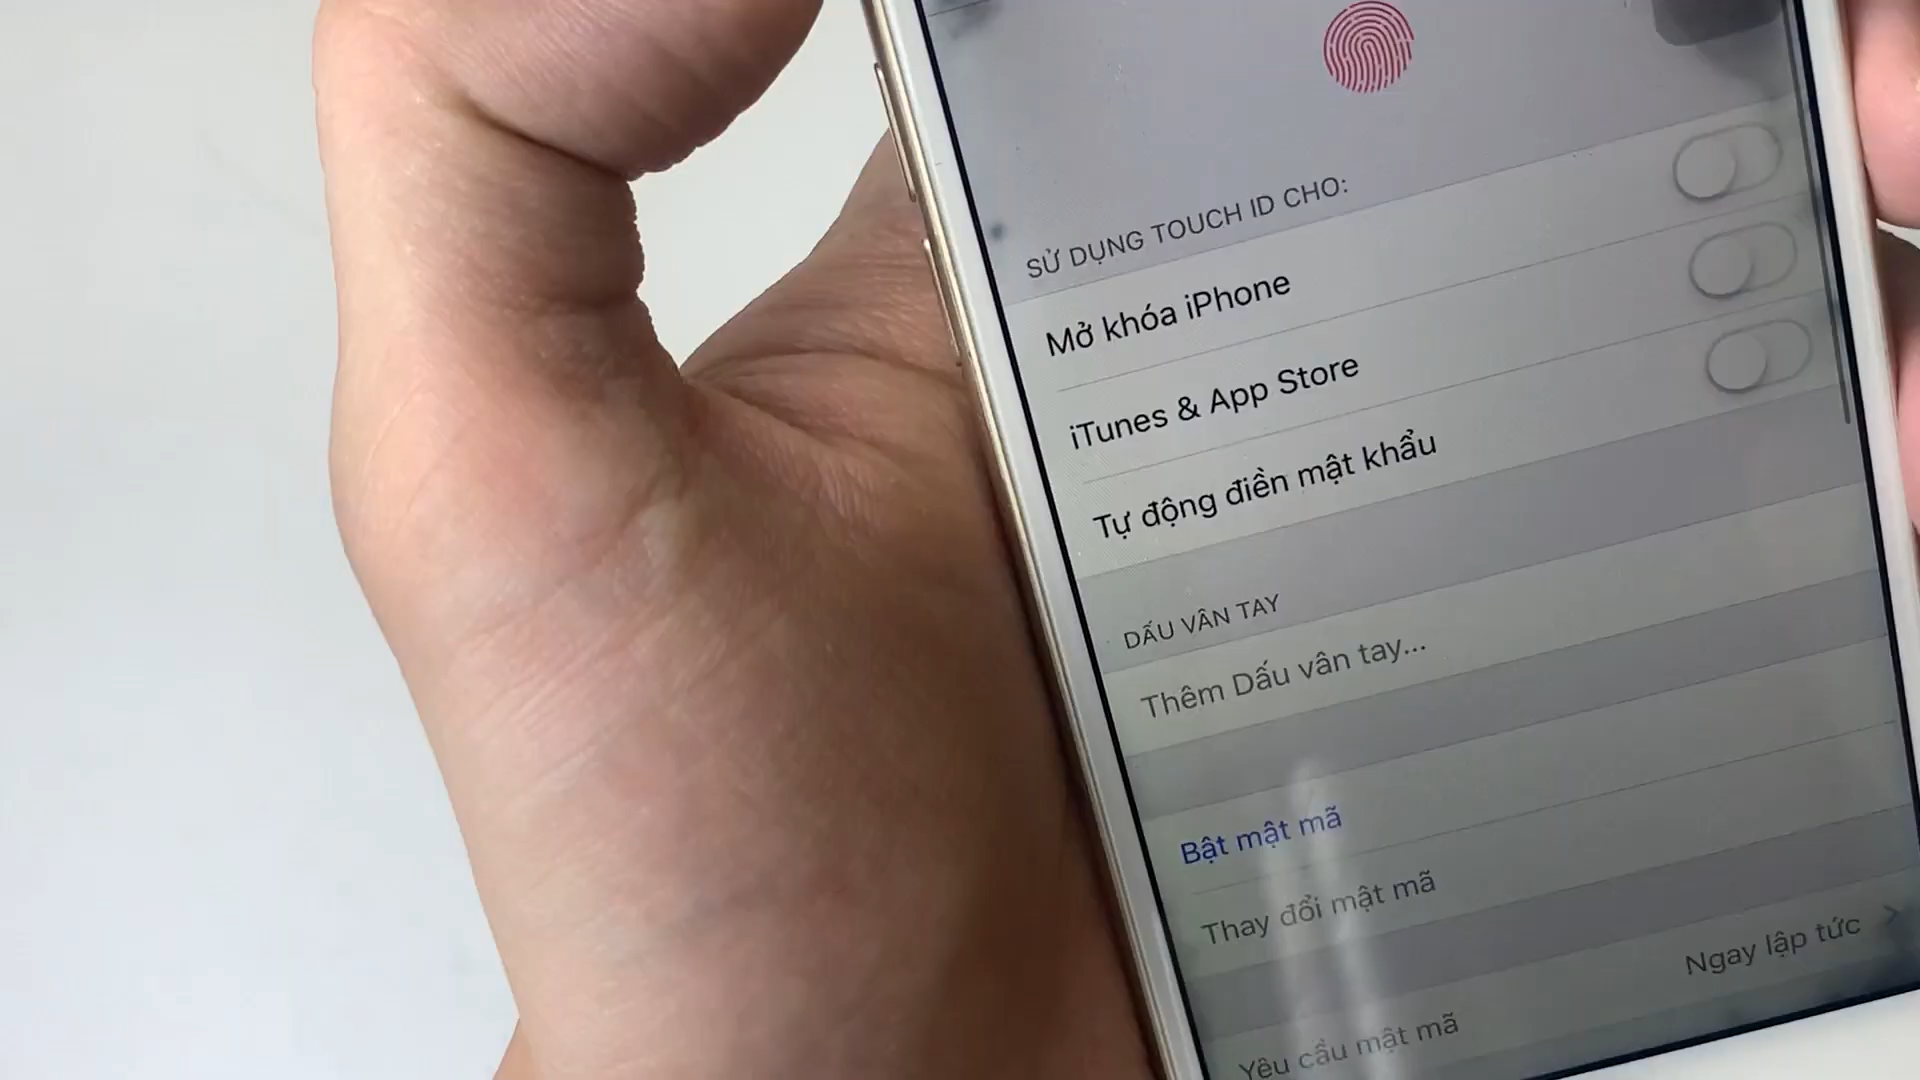 SỬ DỤNG TOUCH ID CHO:
Mở khóa iPhone
iTunes & App Store
Tự động điền mật khẩu
DẤU VÂN TAY
Thêm Dấu vân tay...
Bật mật mã
Thay đổi mật mã
Yêu cầu mật mã Ngay lập tức